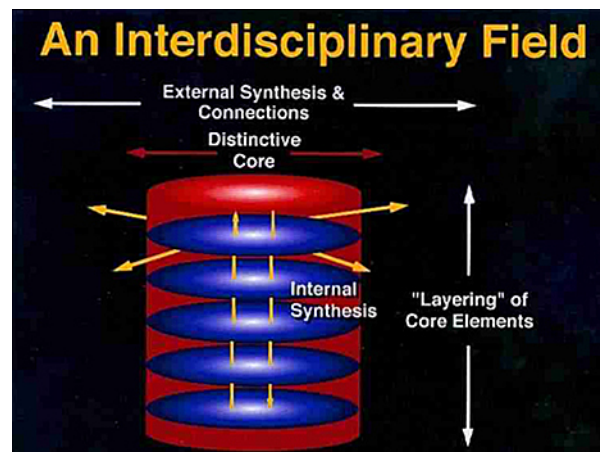 An Interdisciplinary Field
External Synthesis &
Connections
Distinctive
Core
Internal
Synthesis
"Layering" of
Core Elements